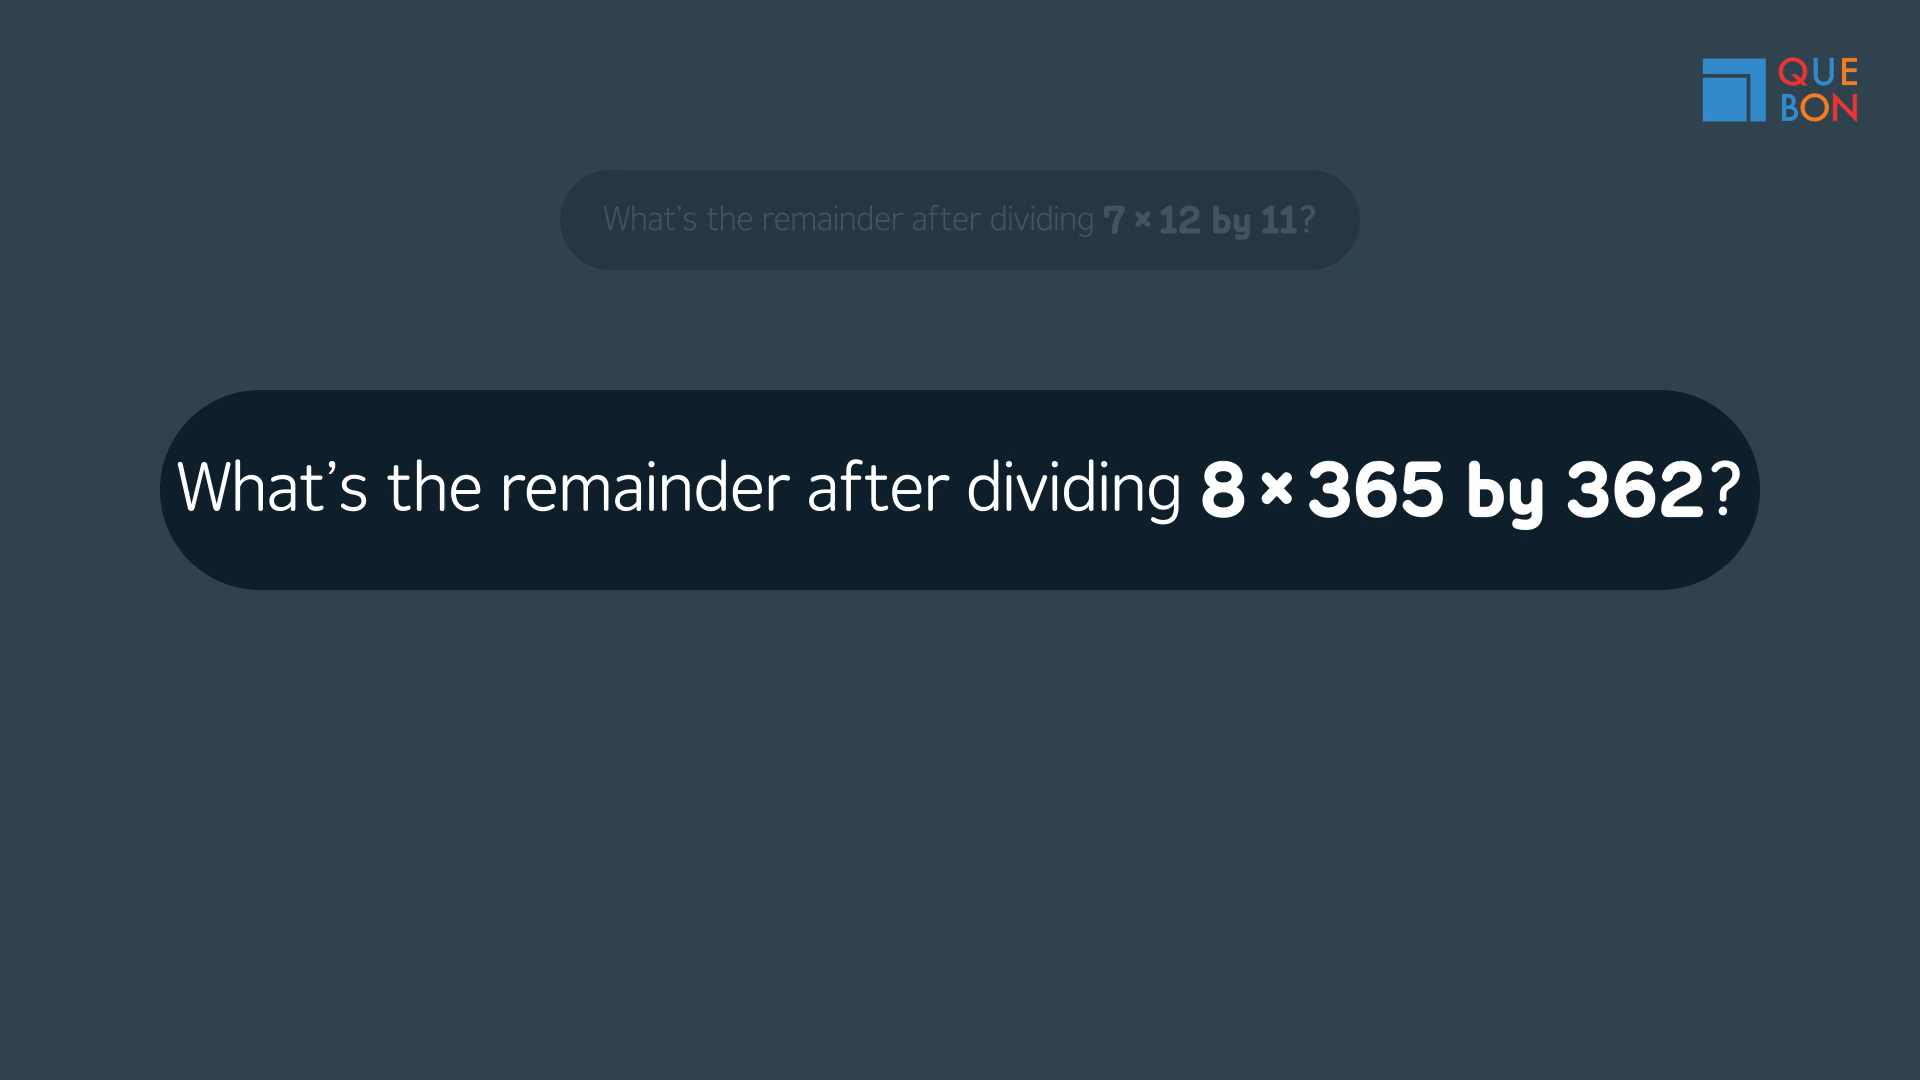 QUE
BON
What's the remainder after dividing 7 × 12 by 11?
What's the remainder after dividing 8 × 365 by 362?